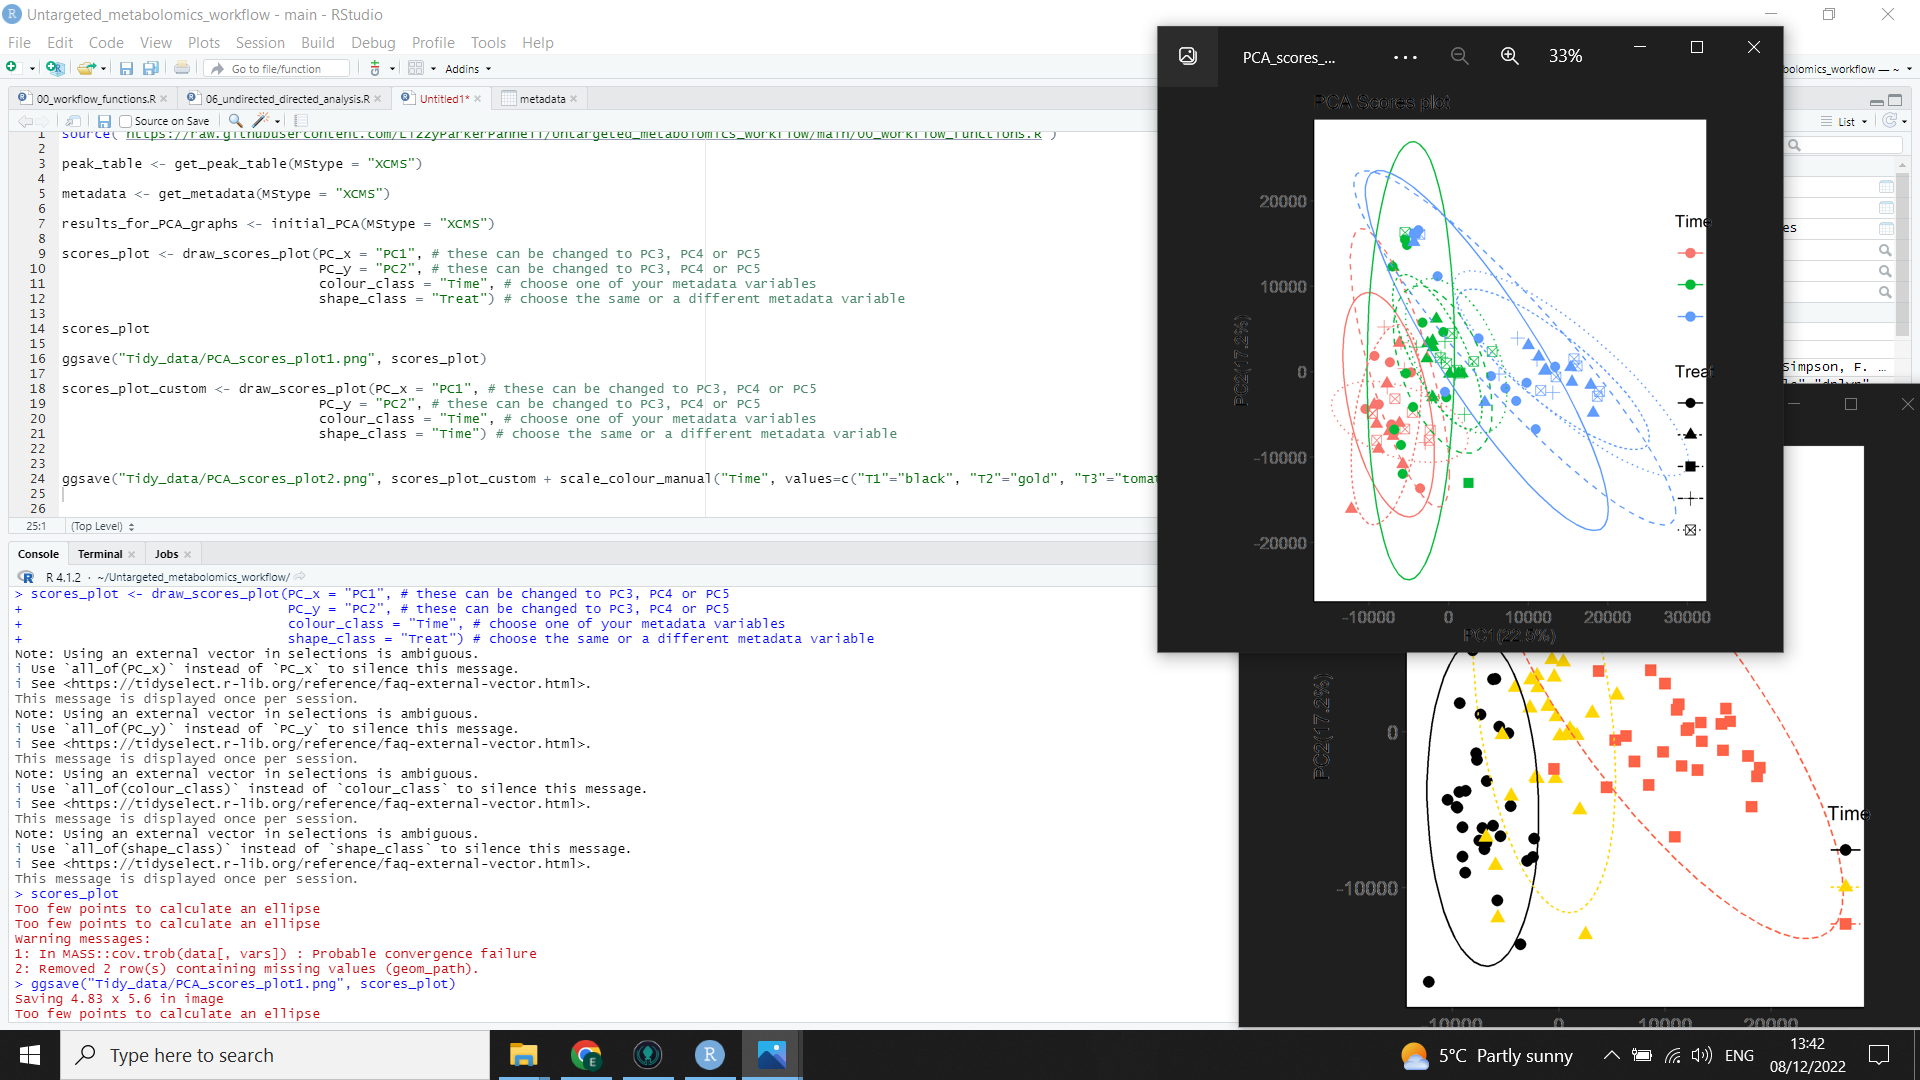 Untargeted_metabolomics_workflow - main - RStudio
File Edit Code View Plots Session Build Debug Profile Tools Help
Go to file/function Addins
00_workflow_functions.R 06_undirected_directed_analysis.R Untitled1* metadata
Source on Save
1 source("https://raw.githubusercontent.com/LizzyParkerPannell/Untargeted_metabolomics_workflow/main/00_workflow_functions.R")
2
3 peak_table <- get_peak_table(MStype = "XCMS")
4
5 metadata <- get_metadata(MStype = "XCMS")
6
7 results_for_PCA_graphs <- initial_PCA(MStype = "XCMS")
8
9 scores_plot <- draw_scores_plot(PC_x = "PC1", # these can be changed to PC3, PC4 or PC5
10 PC_y = "PC2", # these can be changed to PC3, PC4 or PC5
11 colour_class = "Time", # choose one of your metadata variables
12 shape_class = "Treat") # choose the same or a different metadata variable
13
14 scores_plot
15
16 ggsave("Tidy_data/PCA_scores_plot1.png", scores_plot)
17
18 scores_plot_custom <- draw_scores_plot(PC_x = "PC1", # these can be changed to PC3, PC4 or PC5
19 PC_y = "PC2", # these can be changed to PC3, PC4 or PC5
20 colour_class = "Time", # choose one of your metadata variables
21 shape_class = "Time") # choose the same or a different metadata variable
22
23
24 ggsave("Tidy_data/PCA_scores_plot2.png", scores_plot_custom + scale_colour_manual("Time", values=c("T1"="black", "T2"="gold", "T3"="tomat
25
26
25:1 (Top Level)
Console Terminal Jobs
R 4.1.2 · ~/Untargeted_metabolomics_workflow/
> scores_plot <- draw_scores_plot(PC_x = "PC1", # these can be changed to PC3, PC4 or PC5
+ PC_y = "PC2", # these can be changed to PC3, PC4 or PC5
+ colour_class = "Time", # choose one of your metadata variables
+ shape_class = "Treat") # choose the same or a different metadata variable
Note: Using an external vector in selections is ambiguous.
i Use `all_of(PC_x)` instead of `PC_x` to silence this message.
i See <https://tidyselect.r-lib.org/reference/faq-external-vector.html>.
This message is displayed once per session.
Note: Using an external vector in selections is ambiguous.
i Use `all_of(PC_y)` instead of `PC_y` to silence this message.
i See <https://tidyselect.r-lib.org/reference/faq-external-vector.html>.
This message is displayed once per session.
Note: Using an external vector in selections is ambiguous.
i Use `all_of(colour_class)` instead of `colour_class` to silence this message.
i See <https://tidyselect.r-lib.org/reference/faq-external-vector.html>.
This message is displayed once per session.
Note: Using an external vector in selections is ambiguous.
i Use `all_of(shape_class)` instead of `shape_class` to silence this message.
i See <https://tidyselect.r-lib.org/reference/faq-external-vector.html>.
This message is displayed once per session.
> scores_plot
Too few points to calculate an ellipse
Too few points to calculate an ellipse
Warning messages:
1: In MASS::cov.trob(data[, vars]) : Probable convergence failure
2: Removed 2 row(s) containing missing values (geom_path).
> ggsave("Tidy_data/PCA_scores_plot1.png", scores_plot)
Saving 4.83 x 5.6 in image
Too few points to calculate an ellipse
PCA_scores_... ... 33%
PCA Scores plot
20000
10000
0
-10000
-20000
PC2(17.2%)
-10000 0 10000 20000 30000
PC1(22.5%)
Time
Treat
bolomics_workflow — ~
List
es
Simpson, F. ...
PC2(17.2%)
0
-10000
-10000 0 10000 20000
Time
Type here to search
5°C Partly sunny
ENG
13:42
08/12/2022